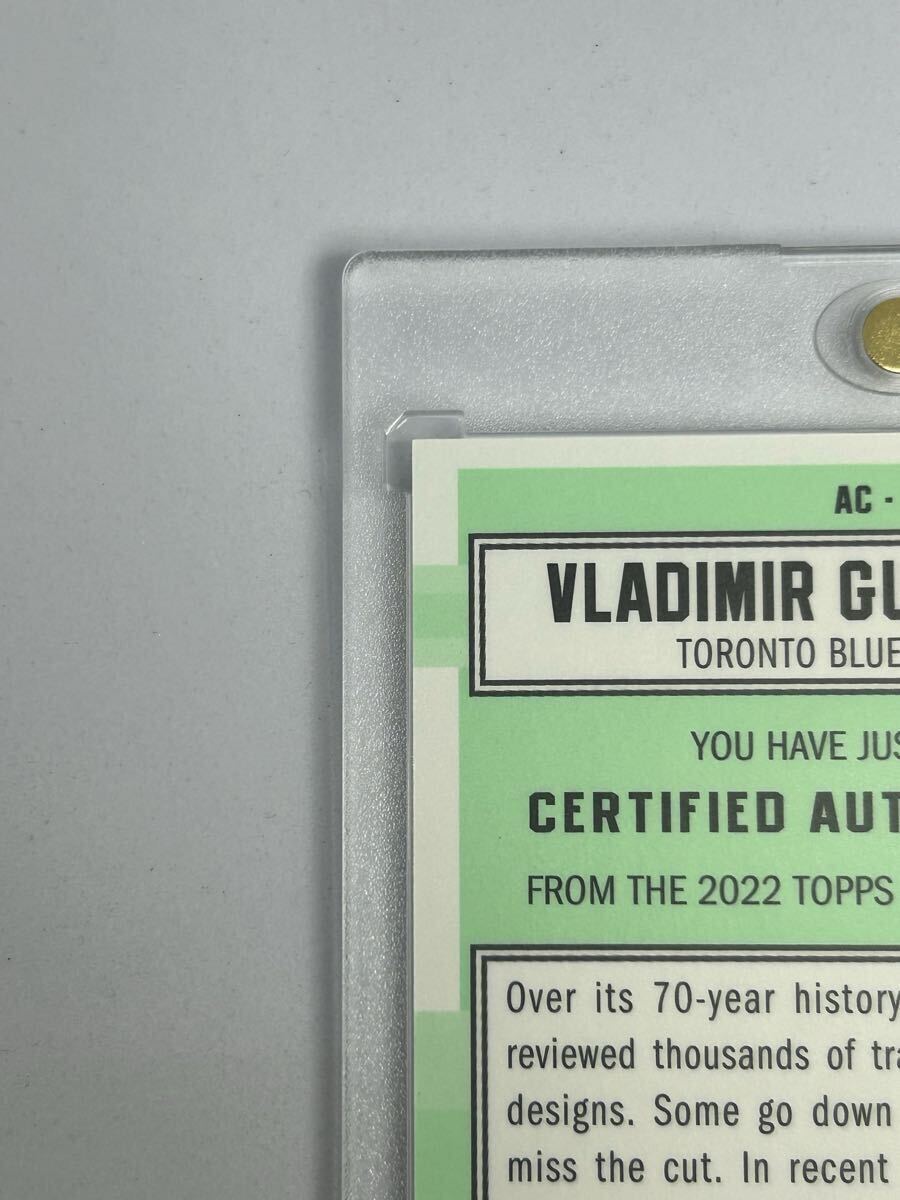 AC -
VLADIMIR GU
TORONTO BLUE
YOU HAVE JUS
CERTIFIED AUT
FROM THE 2022 TOPPS
Over its 70-year history
reviewed thousands of tra
designs. Some go down
miss the cut. In recent